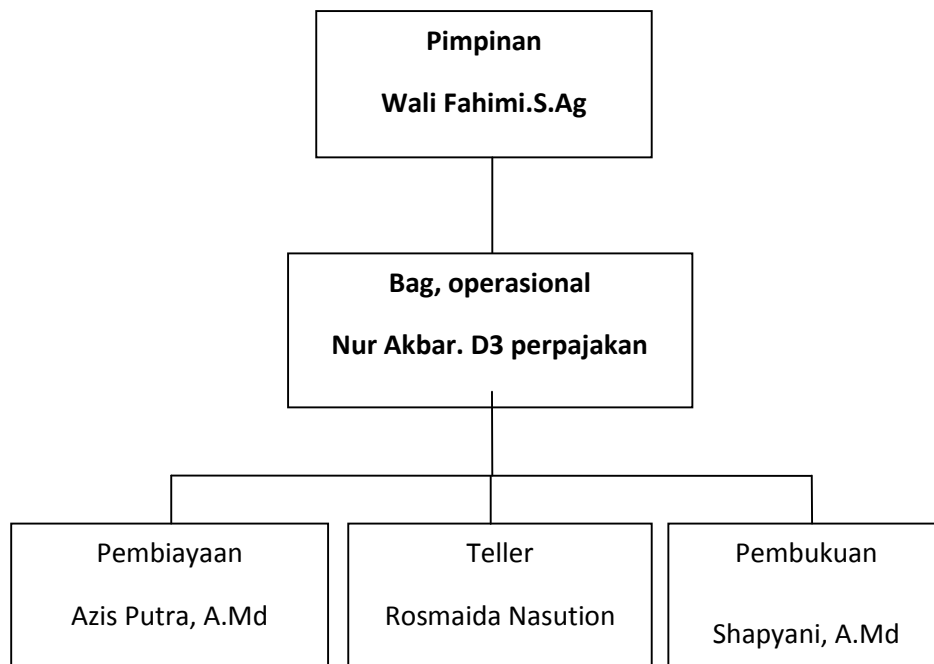 Pimpinan
Wali Fahimi.S.Ag
Bag, operasional
Nur Akbar. D3 perpajakan
Pembiayaan
Azis Putra, A.Md
Teller
Rosmaida Nasution
Pembukuan
Shapyani, A.Md